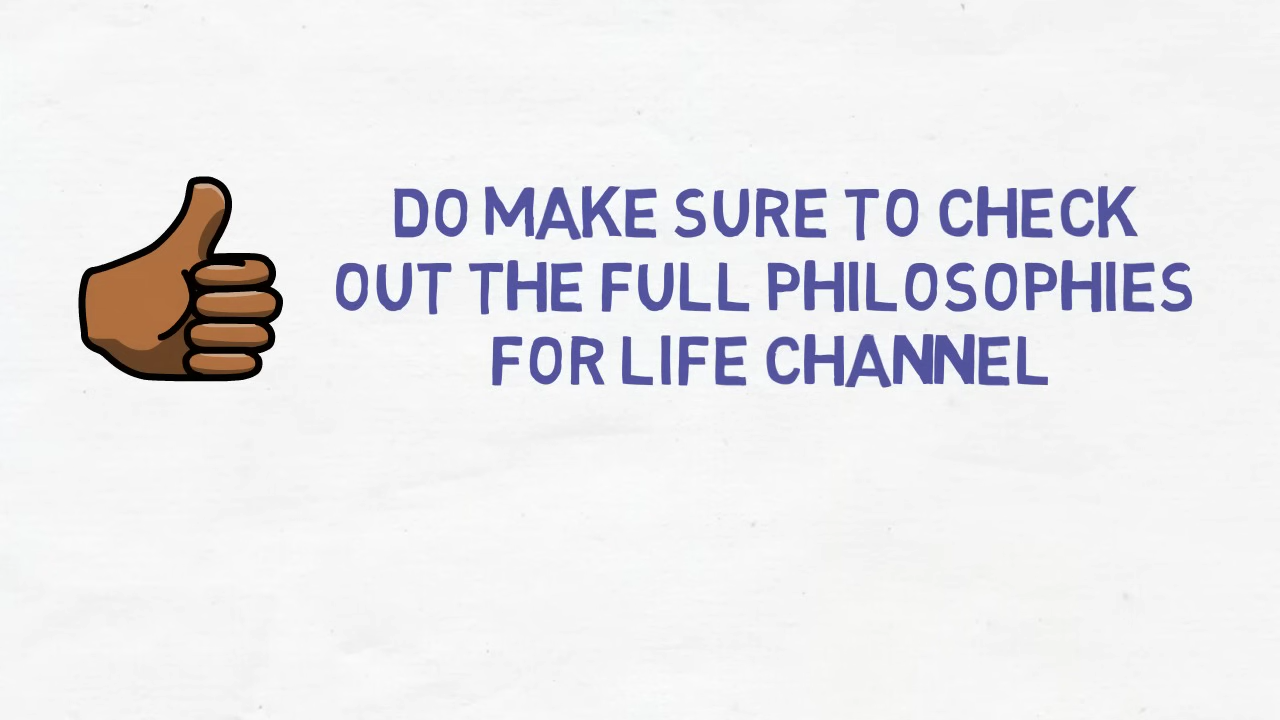 DO MAKE SURE TO CHECK
OUT THE FULL PHILOSOPHIES
FOR LIFE CHANNEL